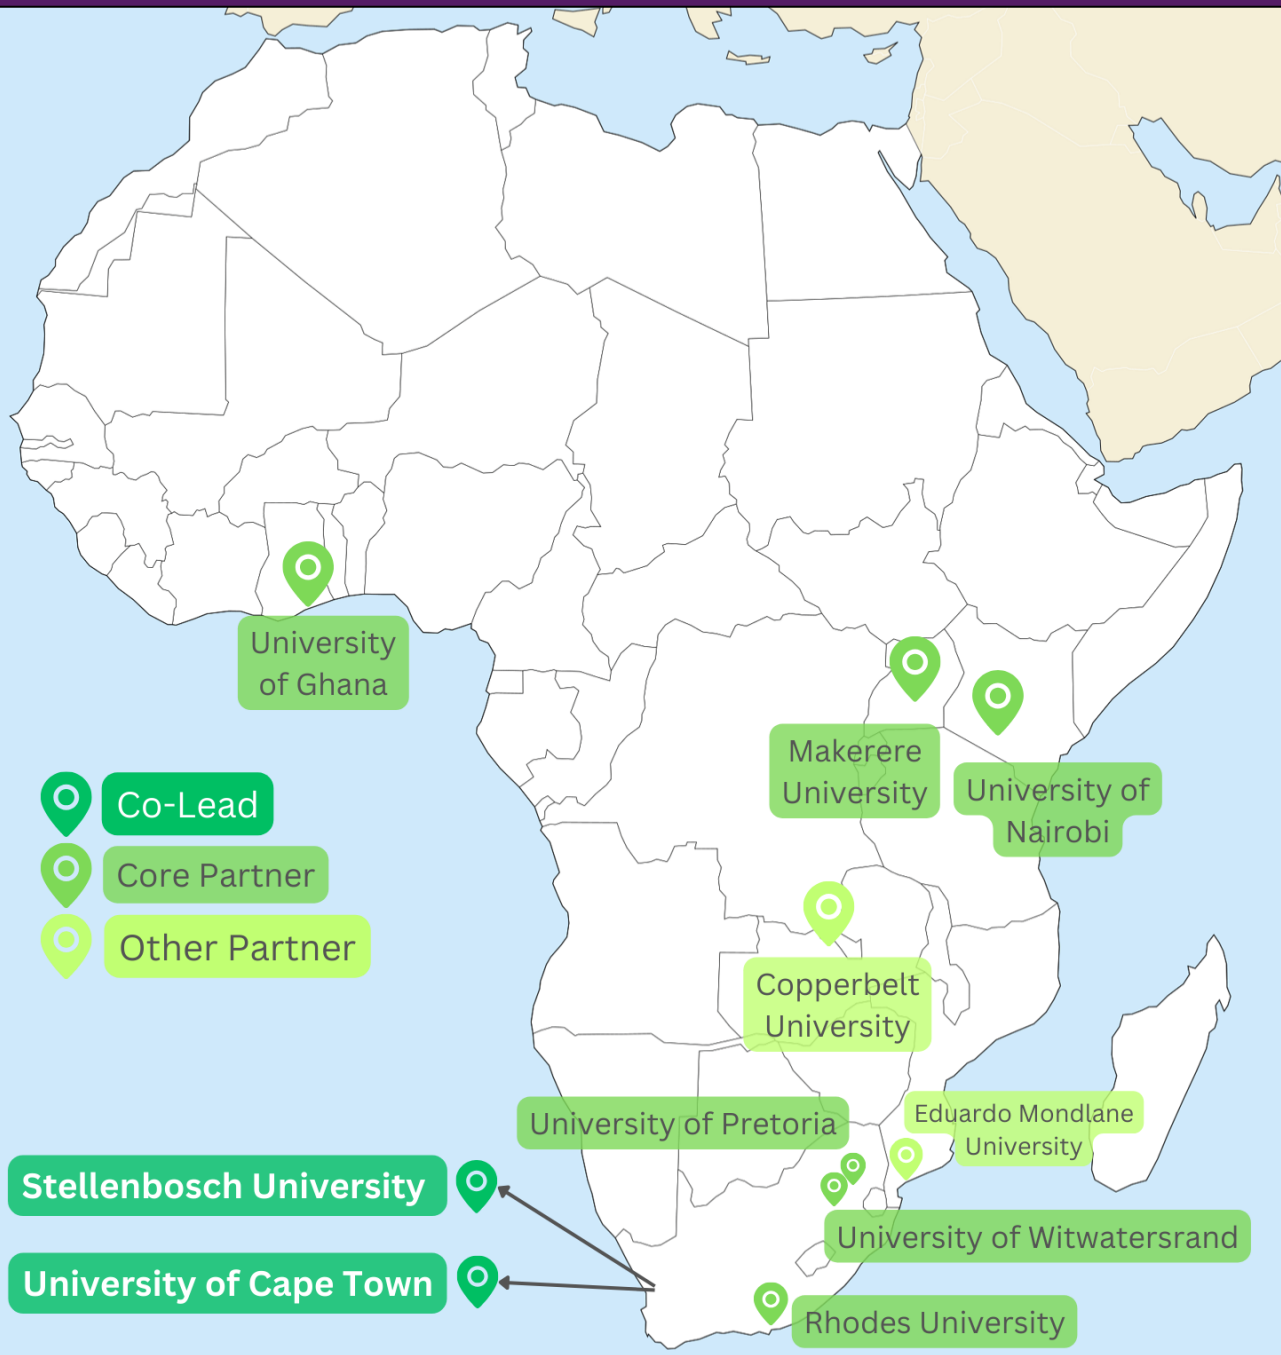 University
of Ghana
Makerere
University
University of
Nairobi
Co-Lead
Core Partner
Other Partner
Copperbelt
University
University of Pretoria
Eduardo Mondlane
University
Stellenbosch University
University of Witwatersrand
University of Cape Town
Rhodes University